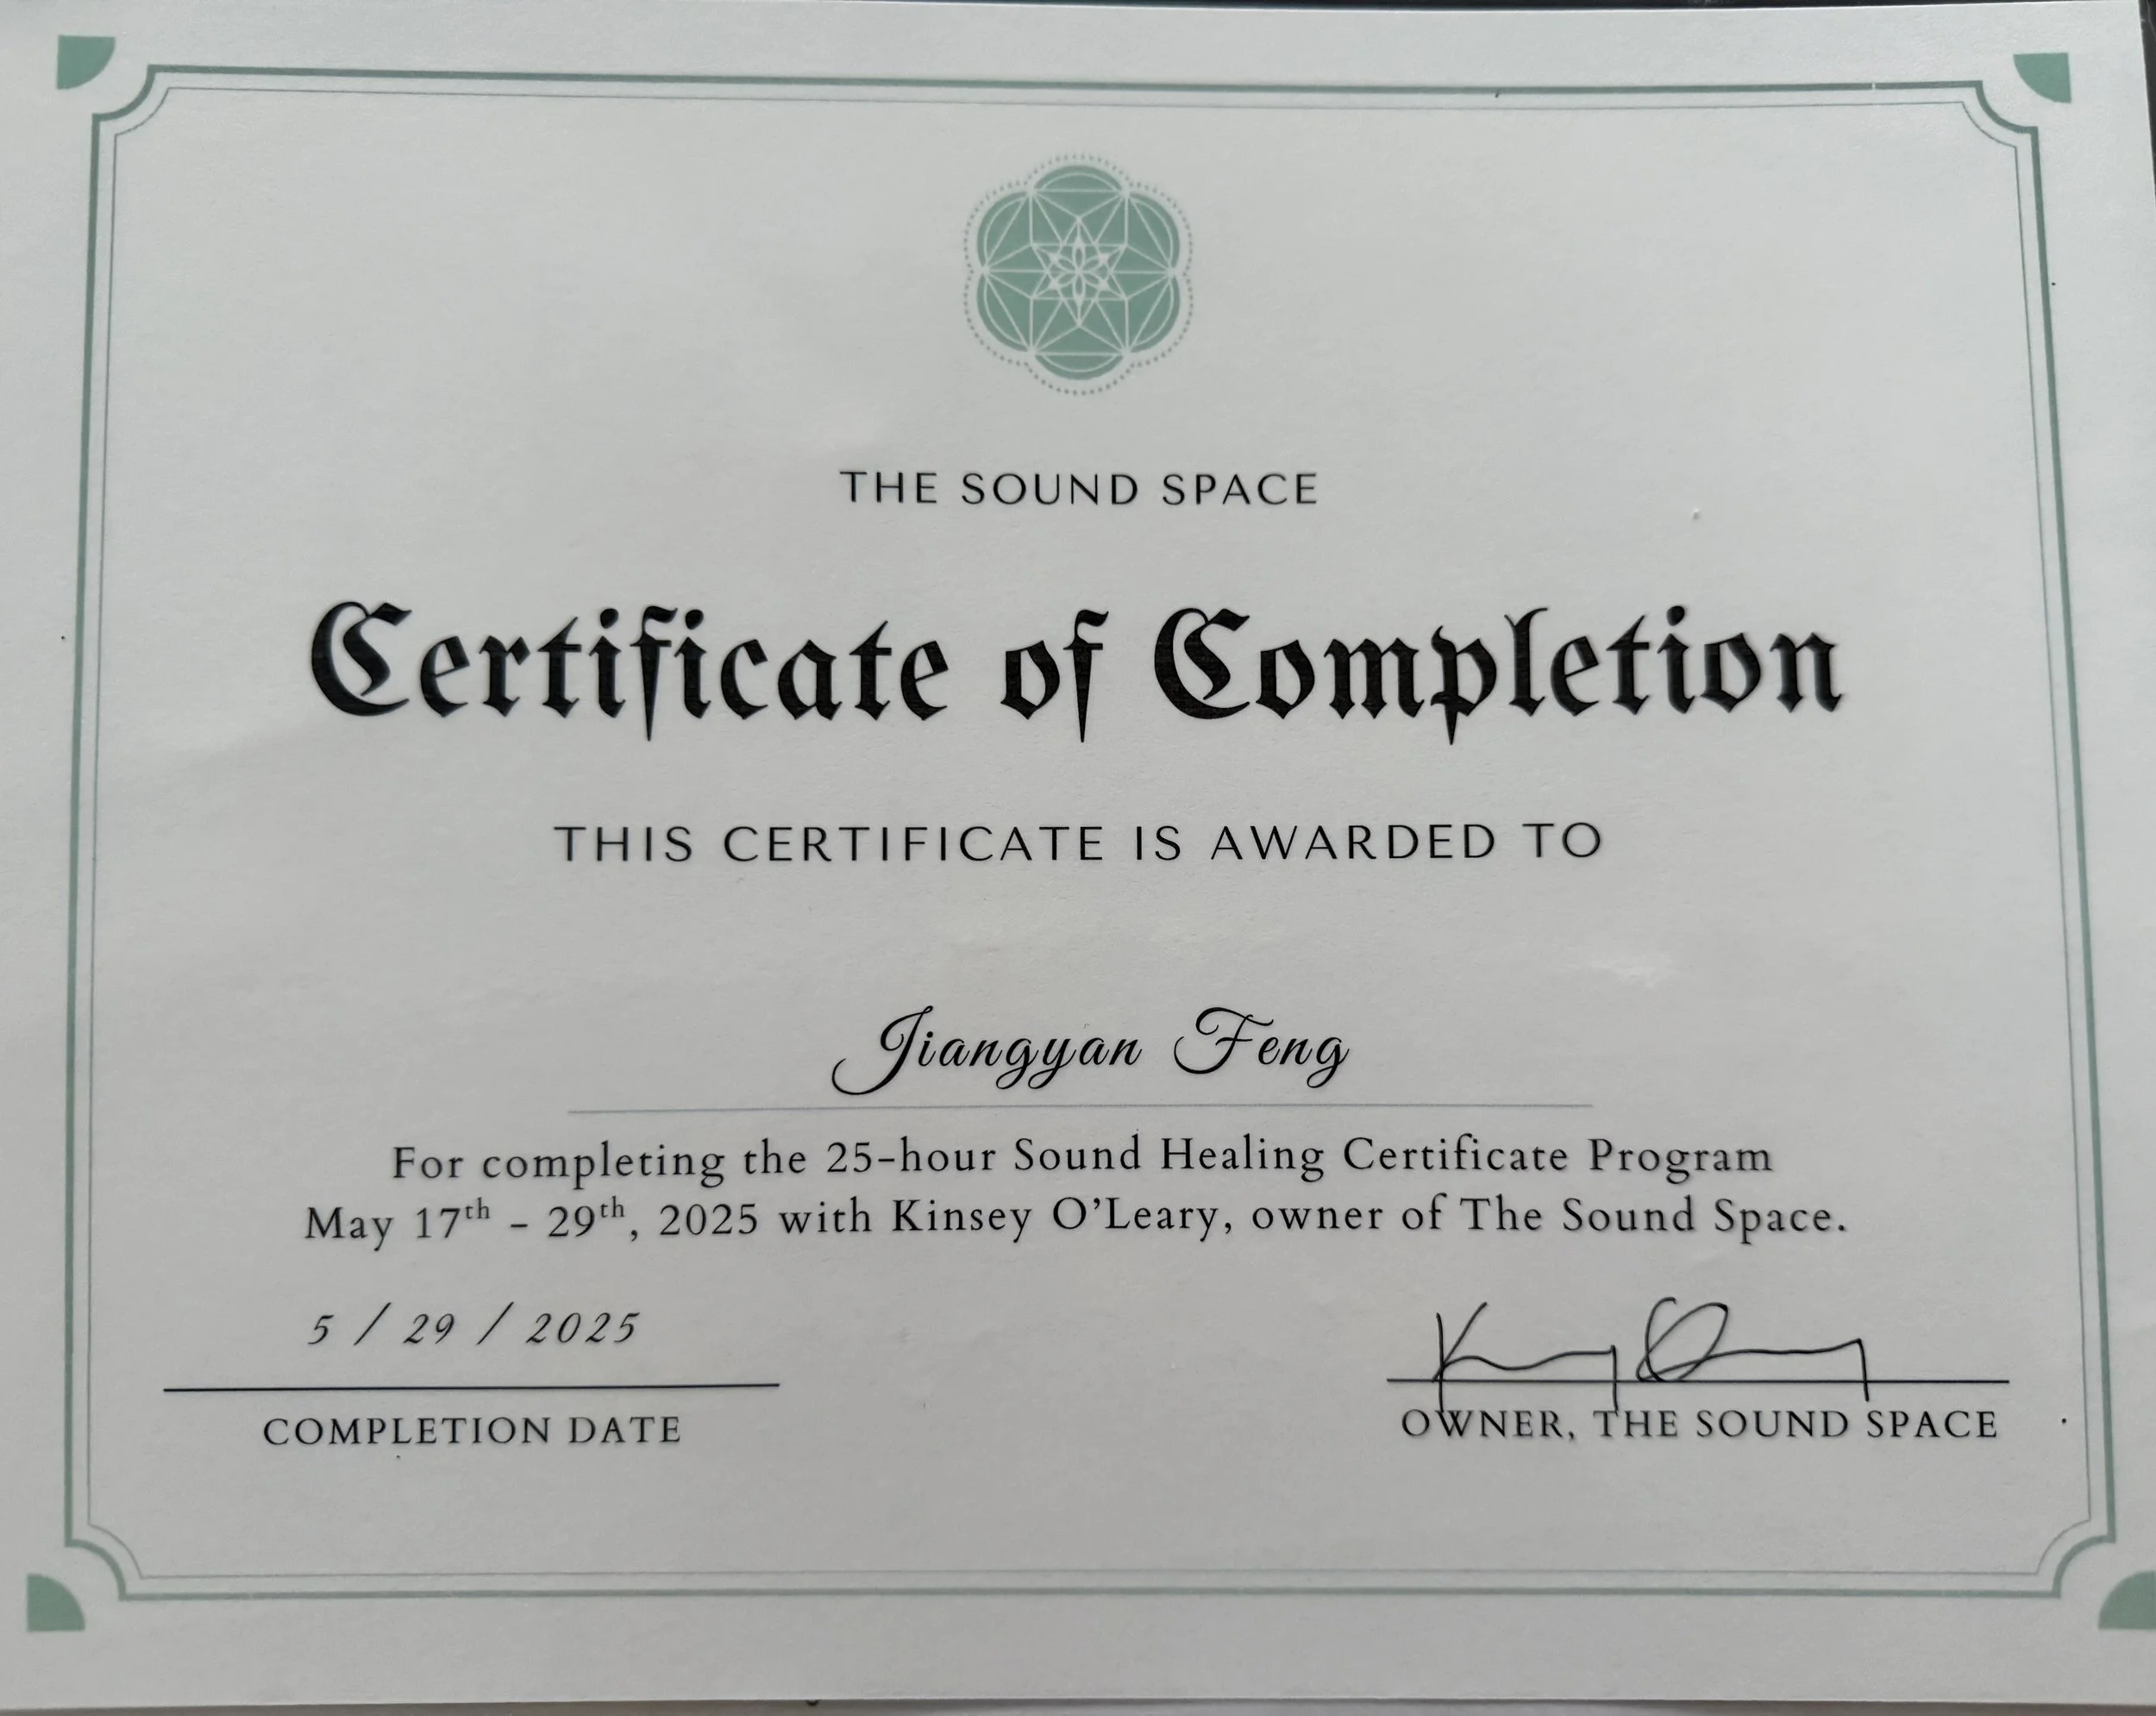 THE SOUND SPACE
Certificate of Completion
THIS CERTIFICATE IS AWARDED TO
Jiangyan Feng
For completing the 25-hour Sound Healing Certificate Program
May 17th - 29th, 2025 with Kinsey O'Leary, owner of The Sound Space.
5 / 29 / 2025
COMPLETION DATE
OWNER, THE SOUND SPACE